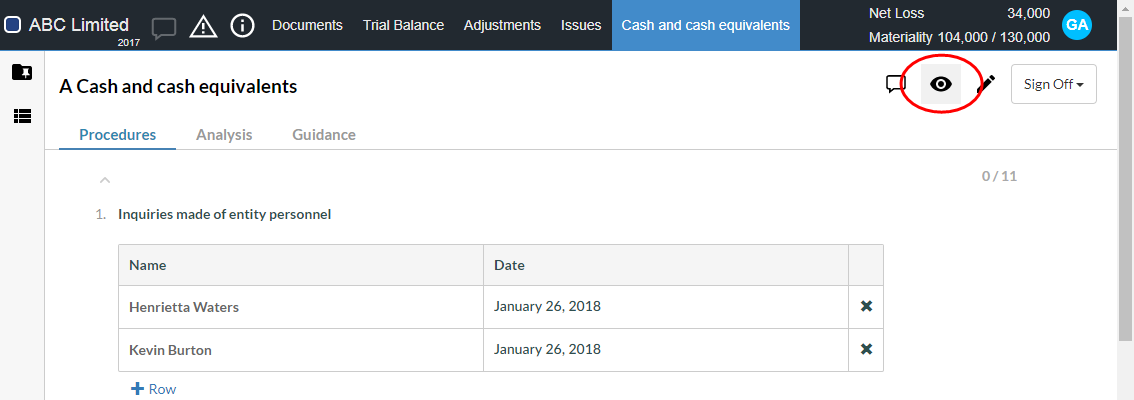 ABC Limited
2017
Documents
Trial Balance
Adjustments
Issues
Cash and cash equivalents
Net Loss 34,000
Materiality 104,000 / 130,000
GA
A Cash and cash equivalents
Sign Off
Procedures
Analysis
Guidance
0 / 11
1. Inquiries made of entity personnel
Name Date
Henrietta Waters January 26, 2018
Kevin Burton January 26, 2018
Row